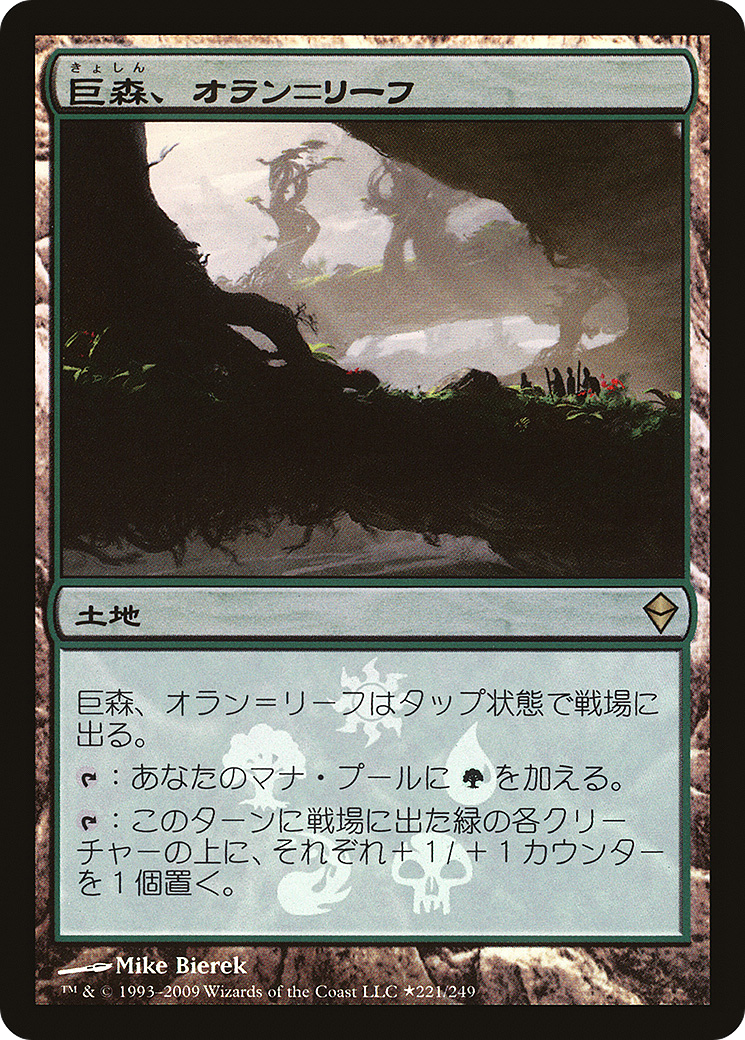 きょしん
巨森、オラン＝リーフ
土地
巨森、オラン＝リーフはタップ状態で戦場に
出る。
：あなたのマナ・プールに を加える。
：このターンに戦場に出た緑の各クリー
チャーの上に、それぞれ＋１/＋１カウンター
を１個置く。
Mike Bierek
™ & © 1993–2009 Wizards of the Coast LLC ★221/249